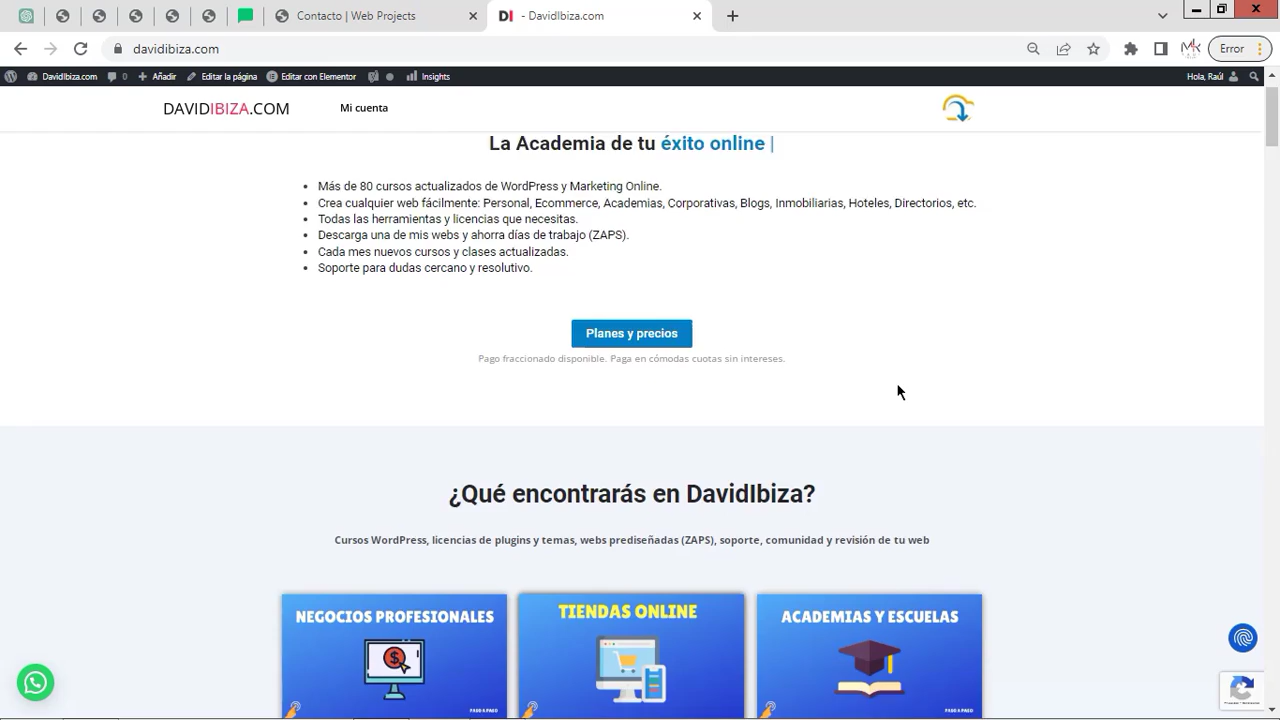 Contacto | Web Projects
DI - DavidIbiza.com
davidibiza.com
Error
DavidIbiza.com 0 Añadir Editar la página Editar con Elementor Insights Hola, Raúl
DAVIDIBIZA.COM
Mi cuenta
La Academia de tu éxito online |
Más de 80 cursos actualizados de WordPress y Marketing Online.
Crea cualquier web fácilmente: Personal, Ecommerce, Academias, Corporativas, Blogs, Inmobiliarias, Hoteles, Directorios, etc.
Todas las herramientas y licencias que necesitas.
Descarga una de mis webs y ahorra días de trabajo (ZAPS).
Cada mes nuevos cursos y clases actualizadas.
Soporte para dudas cercano y resolutivo.
Planes y precios
Pago fraccionado disponible. Paga en cómodas cuotas sin intereses.
¿Qué encontrarás en DavidIbiza?
Cursos WordPress, licencias de plugins y temas, webs prediseñadas (ZAPS), soporte, comunidad y revisión de tu web
NEGOCIOS PROFESIONALES
TIENDAS ONLINE
ACADEMIAS Y ESCUELAS
PASO A PASO
PASO A PASO
PASO A PASO